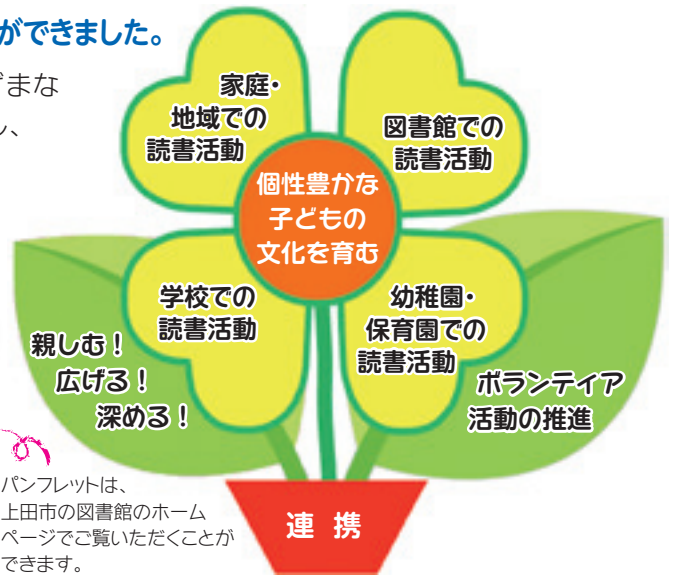 ができました。
ずまな
し、
家庭・
地域での
読書活動
図書館での
読書活動
個性豊かな
子どもの
文化を育む
学校での
読書活動
幼稚園・
保育園での
読書活動
親しむ！
広げる！
深める！
ボランティア
活動の推進
連 携
パンフレットは、
上田市の図書館のホーム
ページでご覧いただくことが
できます。